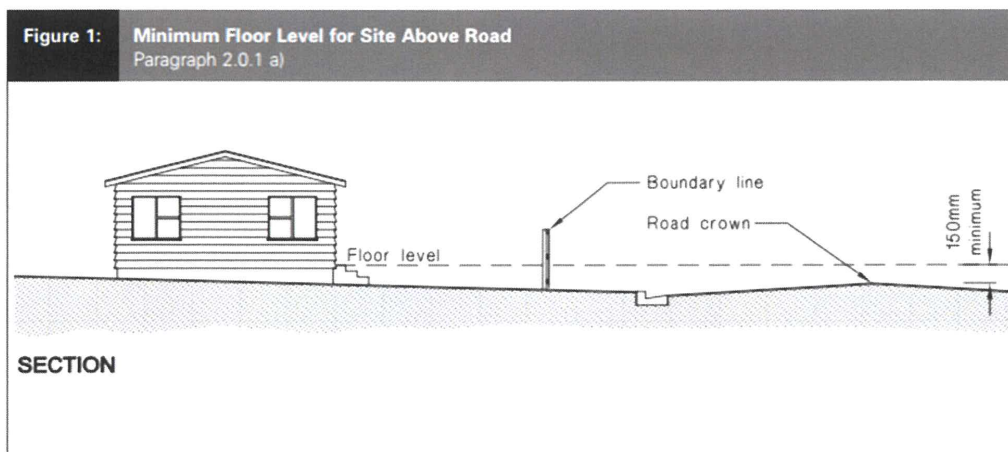 Figure 1: Minimum Floor Level for Site Above Road
Paragraph 2.0.1 a)
Boundary line
Road crown
150mm
minimum
Floor level
SECTION